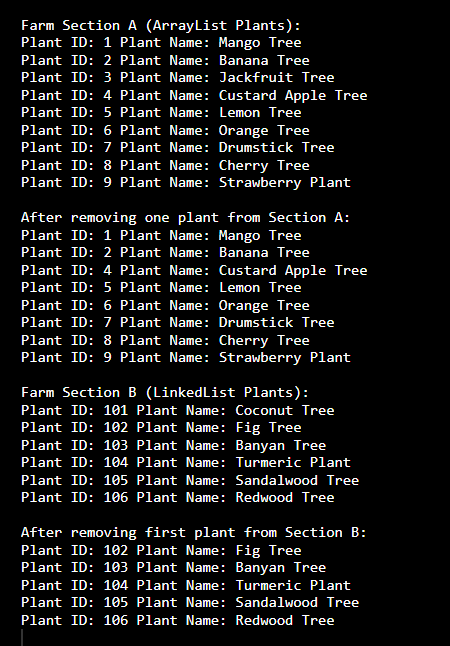 Farm Section A (ArrayList Plants):
Plant ID: 1 Plant Name: Mango Tree
Plant ID: 2 Plant Name: Banana Tree
Plant ID: 3 Plant Name: Jackfruit Tree
Plant ID: 4 Plant Name: Custard Apple Tree
Plant ID: 5 Plant Name: Lemon Tree
Plant ID: 6 Plant Name: Orange Tree
Plant ID: 7 Plant Name: Drumstick Tree
Plant ID: 8 Plant Name: Cherry Tree
Plant ID: 9 Plant Name: Strawberry Plant

After removing one plant from Section A:
Plant ID: 1 Plant Name: Mango Tree
Plant ID: 2 Plant Name: Banana Tree
Plant ID: 4 Plant Name: Custard Apple Tree
Plant ID: 5 Plant Name: Lemon Tree
Plant ID: 6 Plant Name: Orange Tree
Plant ID: 7 Plant Name: Drumstick Tree
Plant ID: 8 Plant Name: Cherry Tree
Plant ID: 9 Plant Name: Strawberry Plant

Farm Section B (LinkedList Plants):
Plant ID: 101 Plant Name: Coconut Tree
Plant ID: 102 Plant Name: Fig Tree
Plant ID: 103 Plant Name: Banyan Tree
Plant ID: 104 Plant Name: Turmeric Plant
Plant ID: 105 Plant Name: Sandalwood Tree
Plant ID: 106 Plant Name: Redwood Tree

After removing first plant from Section B:
Plant ID: 102 Plant Name: Fig Tree
Plant ID: 103 Plant Name: Banyan Tree
Plant ID: 104 Plant Name: Turmeric Plant
Plant ID: 105 Plant Name: Sandalwood Tree
Plant ID: 106 Plant Name: Redwood Tree